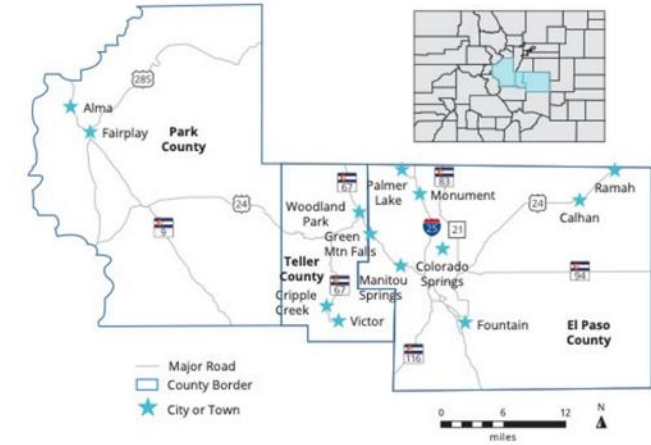 285
Alma
Fairplay
Park
County
67
83
Palmer
Lake
Monument
Ramah
24
9
Woodland
Park
25
21
24
Calhan
Green
Mtn Falls
Teller
County
Manitou
Springs
Colorado
Springs
94
67
Cripple
Creek
Victor
Fountain
El Paso
County
116
Major Road
County Border
City or Town
0
6
12
miles
N